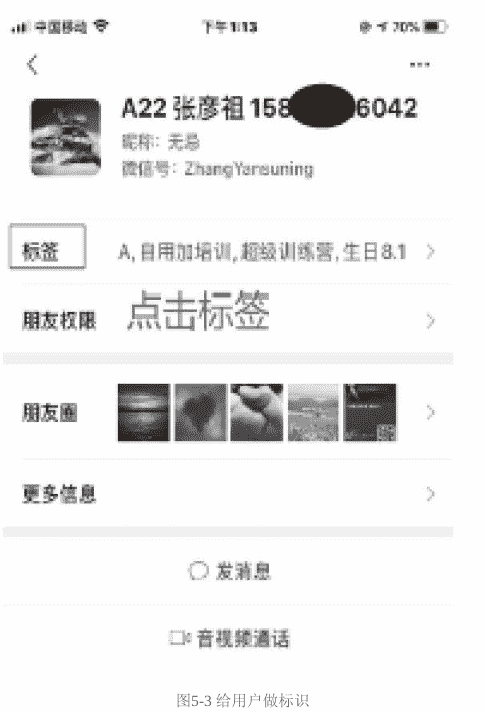 中国移动 下午1:13 70%
A22 张彦祖 158 6042
昵称：无忌
微信号：ZhangYansuning
标签 A,自用加培训,超级训练营,生日8.1
点击标签
朋友权限
朋友圈
更多信息
发消息
音视频通话
图5-3 给用户做标识